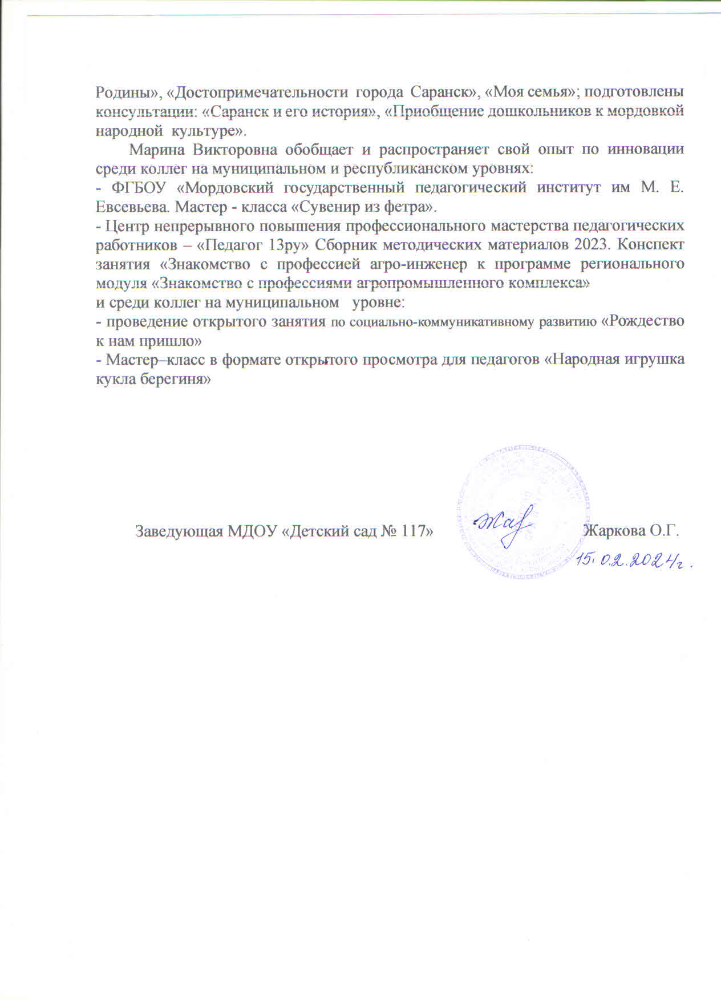 Родины», «Достопримечательности города Саранск», «Моя семья»; подготовлены
консультации: «Саранск и его история», «Приобщение дошкольников к мордовкой
народной культуре».
Марина Викторовна обобщает и распространяет свой опыт по инновации
среди коллег на муниципальном и республиканском уровнях:
- ФГБОУ «Мордовский государственный педагогический институт им М. Е.
Евсевьева. Мастер - класса «Сувенир из фетра».
- Центр непрерывного повышения профессионального мастерства педагогических
работников – «Педагог 13ру» Сборник методических материалов 2023. Конспект
занятия «Знакомство с профессией агро-инженер к программе регионального
модуля «Знакомство с профессиями агропромышленного комплекса»
и среди коллег на муниципальном уровне:
- проведение открытого занятия по социально-коммуникативному развитию «Рождество
к нам пришло»
- Мастер–класс в формате открытого просмотра для педагогов «Народная игрушка
кукла берегиня»
Заведующая МДОУ «Детский сад № 117» Жаркова О.Г.
15.02.2024г.